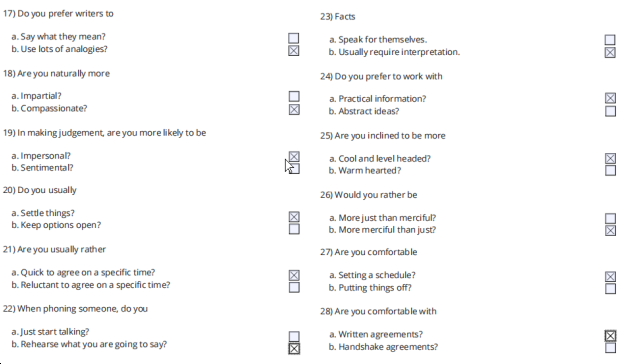 17) Do you prefer writers to
a. Say what they mean?
b. Use lots of analogies?
18) Are you naturally more
a. Impartial?
b. Compassionate?
19) In making judgement, are you more likely to be
a. Impersonal?
b. Sentimental?
20) Do you usually
a. Settle things?
b. Keep options open?
21) Are you usually rather
a. Quick to agree on a specific time?
b. Reluctant to agree on a specific time?
22) When phoning someone, do you
a. Just start talking?
b. Rehearse what you are going to say?
23) Facts
a. Speak for themselves.
b. Usually require interpretation.
24) Do you prefer to work with
a. Practical information?
b. Abstract ideas?
25) Are you inclined to be more
a. Cool and level headed?
b. Warm hearted?
26) Would you rather be
a. More just than merciful?
b. More merciful than just?
27) Are you comfortable
a. Setting a schedule?
b. Putting things off?
28) Are you comfortable with
a. Written agreements?
b. Handshake agreements?